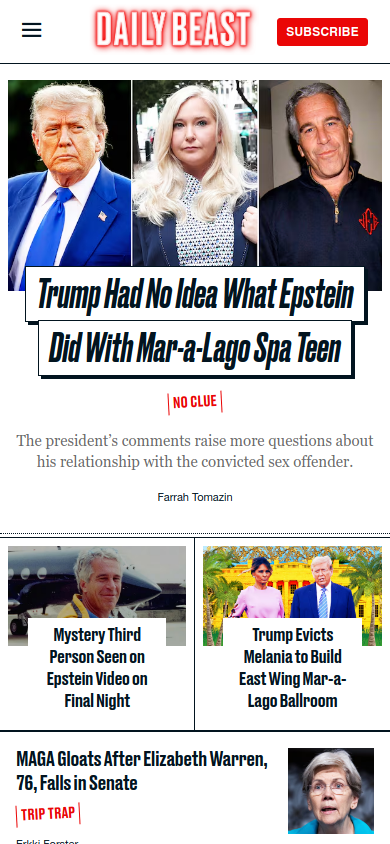 DAILY BEAST
SUBSCRIBE
Trump Had No Idea What Epstein
Did With Mar-a-Lago Spa Teen
NO CLUE
The president's comments raise more questions about
his relationship with the convicted sex offender.
Farrah Tomazin
Mystery Third
Person Seen on
Epstein Video on
Final Night
Trump Evicts
Melania to Build
East Wing Mar-a-
Lago Ballroom
MAGA Gloats After Elizabeth Warren,
76, Falls in Senate
TRIP TRAP
Erkki Forster